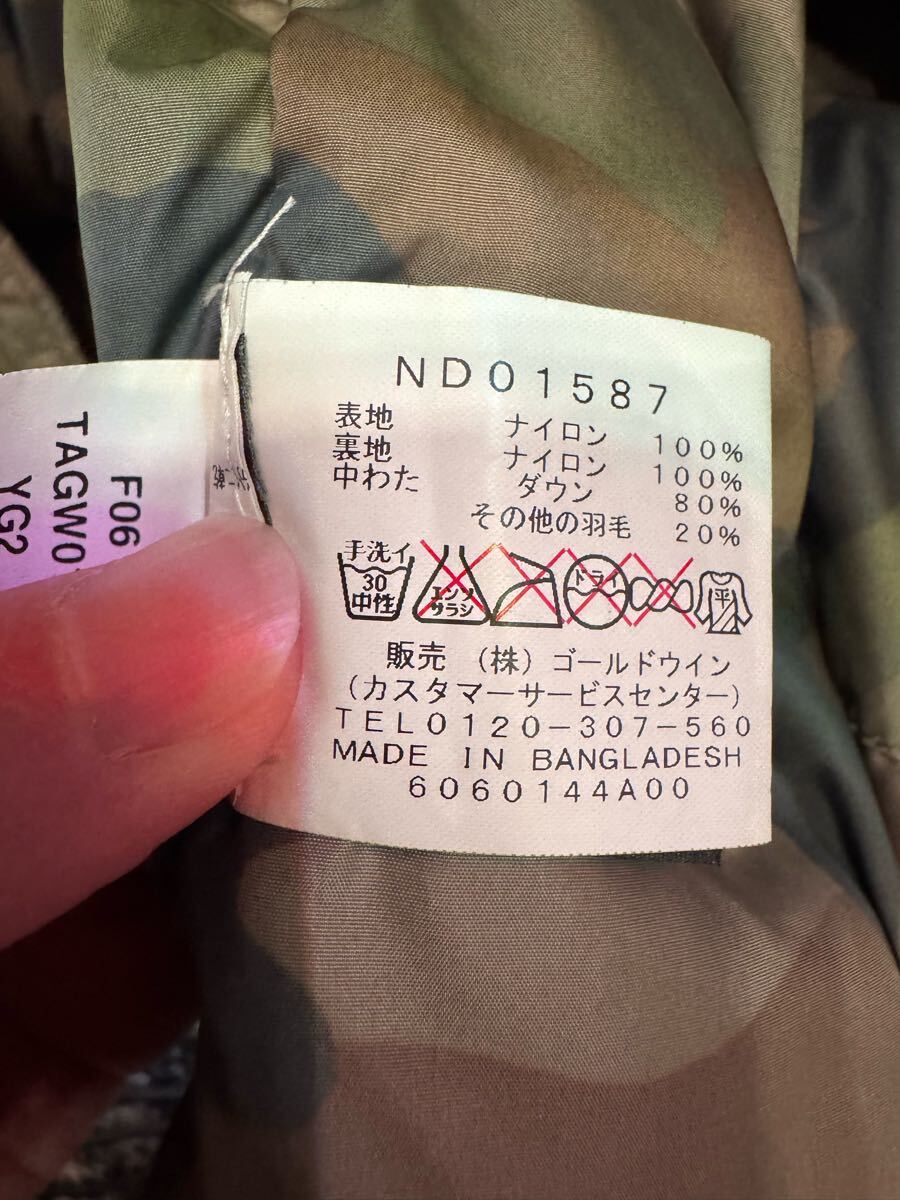 ND01587
表地 ナイロン 100%
裏地 ナイロン 100%
中わた ダウン 80%
その他の羽毛 20%
手洗イ
30
中性
エンソ
サラシ
ドライ
平
販売 (株) ゴールドウイン
(カスタマーサービスセンター)
TEL0120-307-560
MADE IN BANGLADESH
6060144A00
F06
TAGW0
YG2